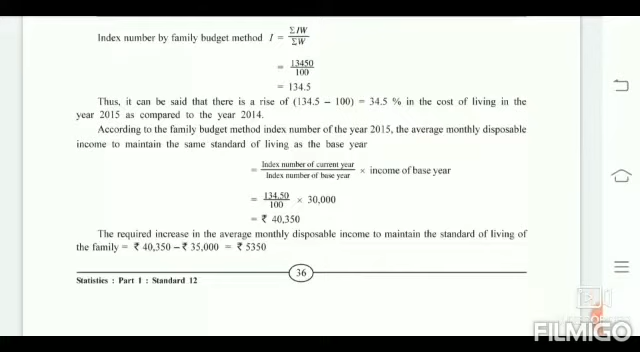 Index number by family budget method I = ΣIW / ΣW
= 13450 / 100
= 134.5
Thus, it can be said that there is a rise of (134.5 – 100) = 34.5 % in the cost of living in the
year 2015 as compared to the year 2014.
According to the family budget method index number of the year 2015, the average monthly disposable
income to maintain the same standard of living as the base year
= Index number of current year / Index number of base year × income of base year
= 134.50 / 100 × 30,000
= ₹ 40,350
The required increase in the average monthly disposable income to maintain the standard of living of
the family = ₹ 40,350 – ₹ 35,000 = ₹ 5350
36
Statistics : Part 1 : Standard 12
FILMIGO